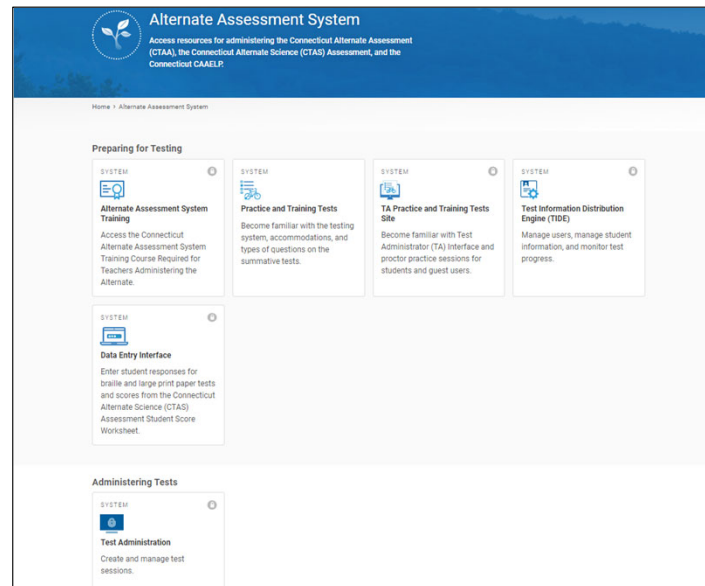 Alternate Assessment System
Access resources for administering the Connecticut Alternate Assessment
(CTAA), the Connecticut Alternate Science (CTAS) Assessment, and the
Connecticut CAAELP.
Home > Alternate Assessment System
Preparing for Testing
SYSTEM
Alternate Assessment System
Training
Access the Connecticut
Alternate Assessment System
Training Course Required for
Teachers Administering the
Alternate.
SYSTEM
Practice and Training Tests
Become familiar with the testing
system, accommodations, and
types of questions on the
summative tests.
SYSTEM
TA Practice and Training Tests
Site
Become familiar with Test
Administrator (TA) Interface and
proctor practice sessions for
students and guest users.
SYSTEM
Test Information Distribution
Engine (TIDE)
Manage users, manage student
information, and monitor test
progress.
SYSTEM
Data Entry Interface
Enter student responses for
braille and large print paper tests
and scores from the Connecticut
Alternate Science (CTAS)
Assessment Student Score
Worksheet.
Administering Tests
SYSTEM
Test Administration
Create and manage test
sessions.